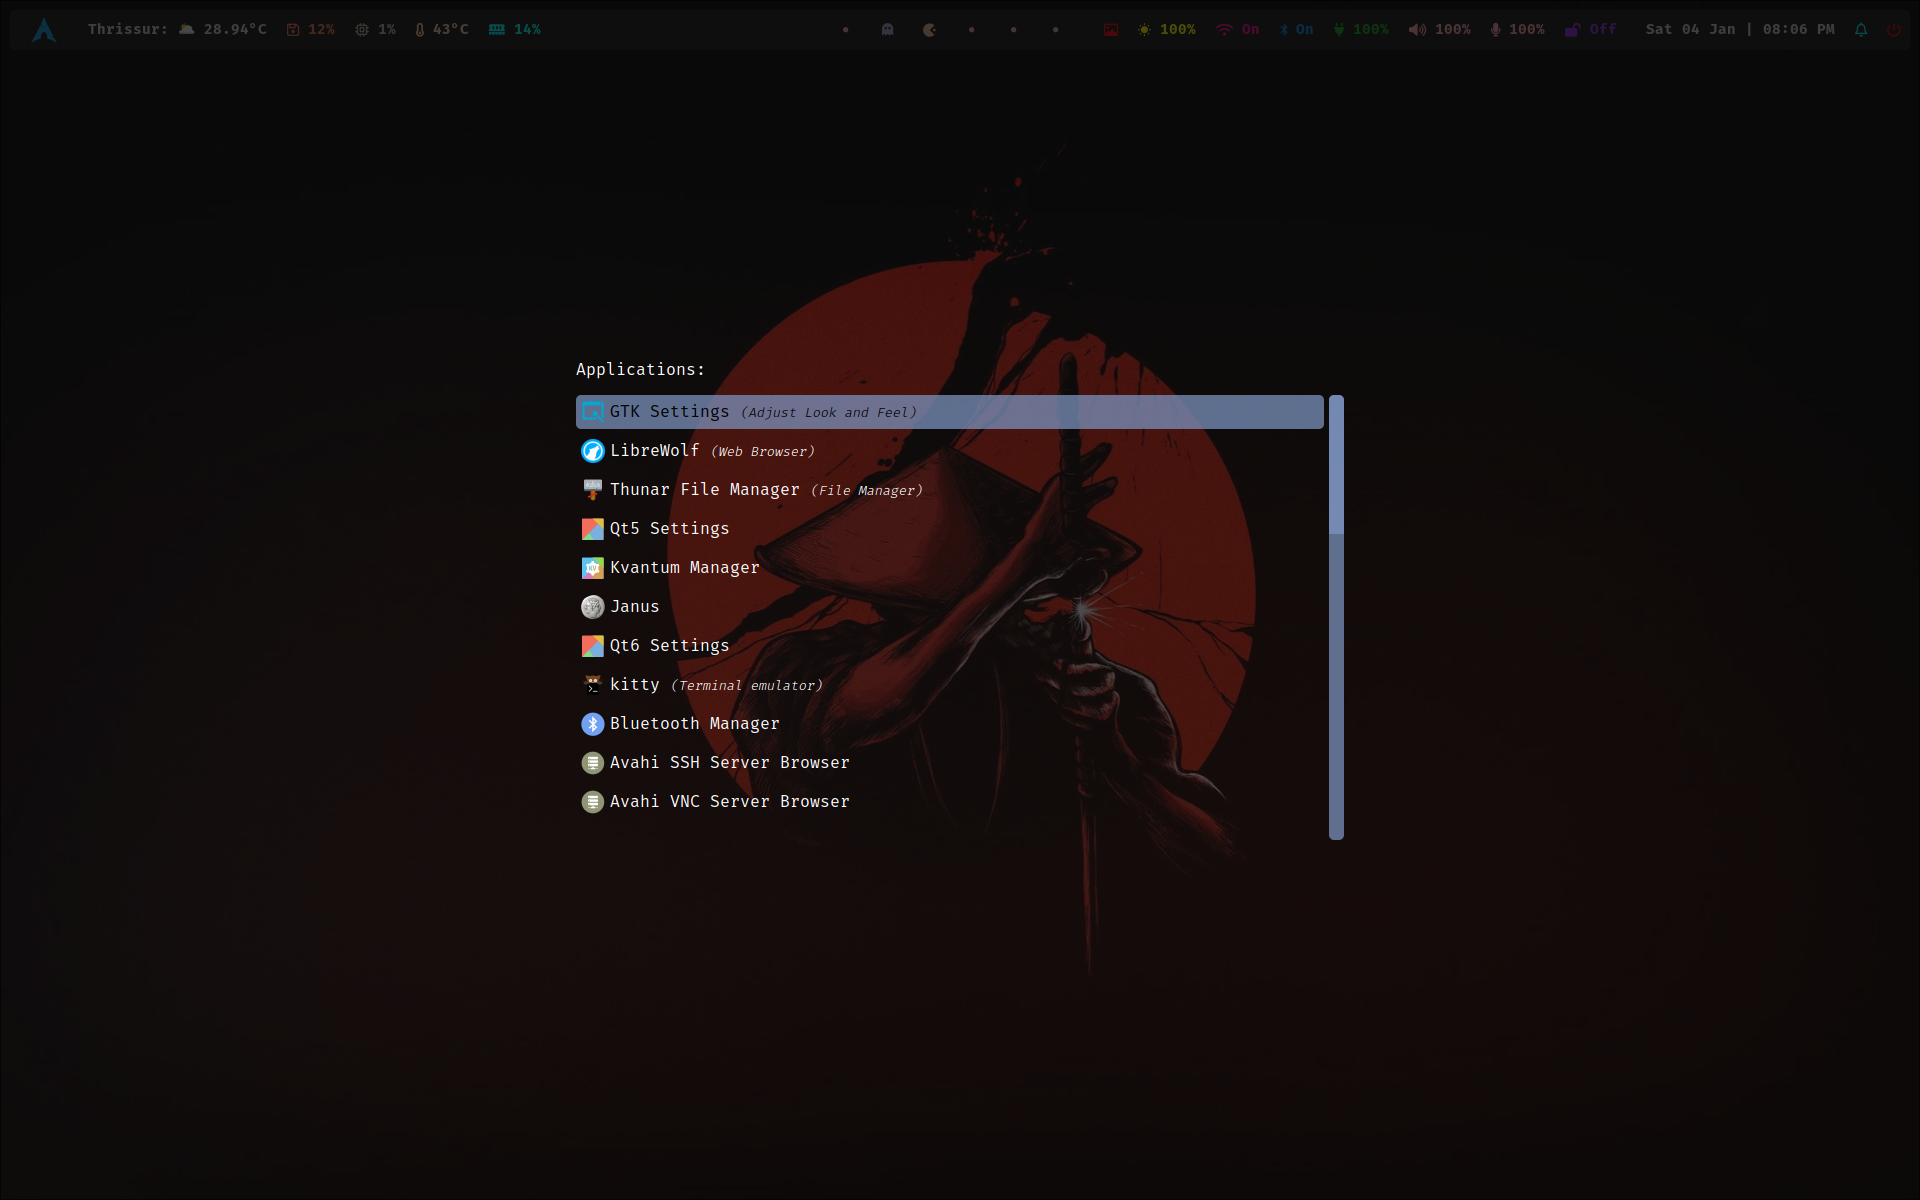 Thrissur: 28.94°C 12% 1% 43°C 14% 100% On On 100% 100% 100% Off Sat 04 Jan | 08:06 PM
Applications:
GTK Settings (Adjust Look and Feel)
LibreWolf (Web Browser)
Thunar File Manager (File Manager)
Qt5 Settings
Kvantum Manager
Janus
Qt6 Settings
kitty (Terminal emulator)
Bluetooth Manager
Avahi SSH Server Browser
Avahi VNC Server Browser